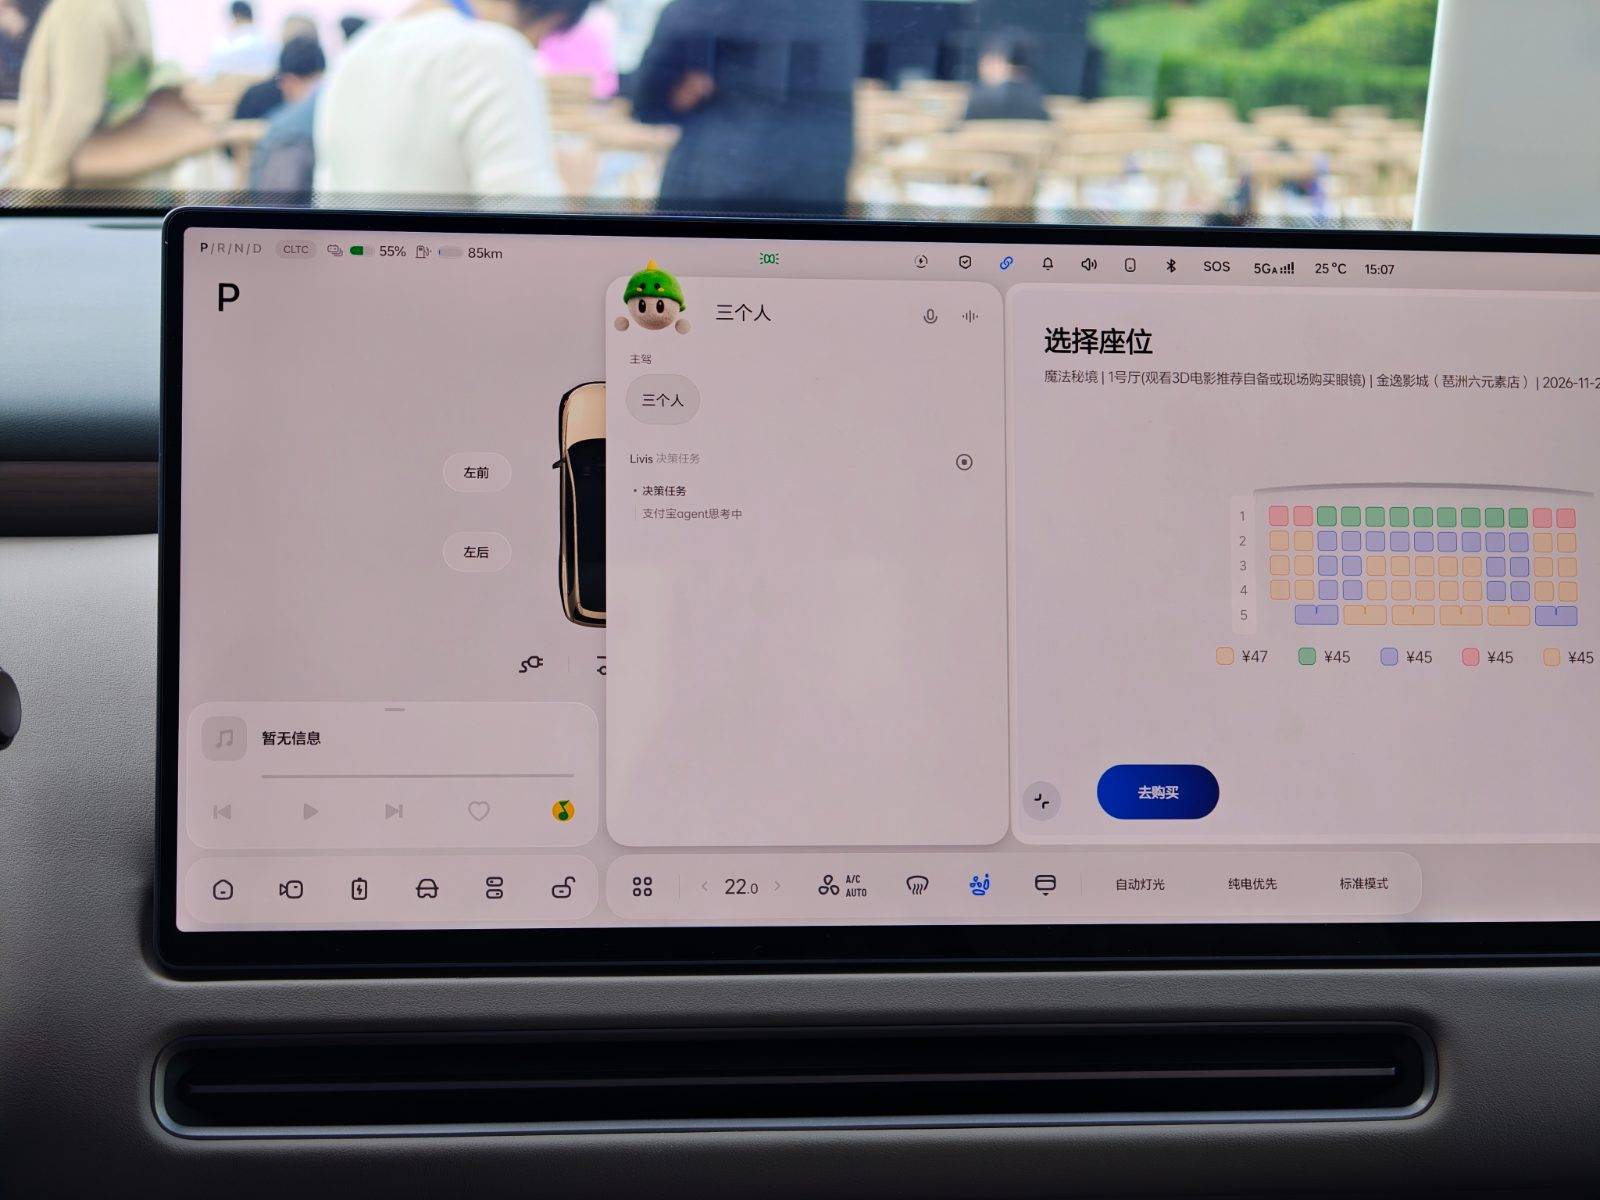 P/R/N/D CLTC 55% 85km
SOS 5GA 25°C 15:07
P
左前
左后
暂无信息
三个人
主驾
三个人
Livis 决策任务
• 决策任务
支付宝agent思考中
选择座位
魔法秘境 | 1号厅(观看3D电影推荐自备或现场购买眼镜) | 金逸影城（琶洲六元素店）| 2026-11-2
1
2
3
4
5
¥47 ¥45 ¥45 ¥45 ¥45
去购买
22.0
A/C
AUTO
自动灯光
纯电优先
标准模式